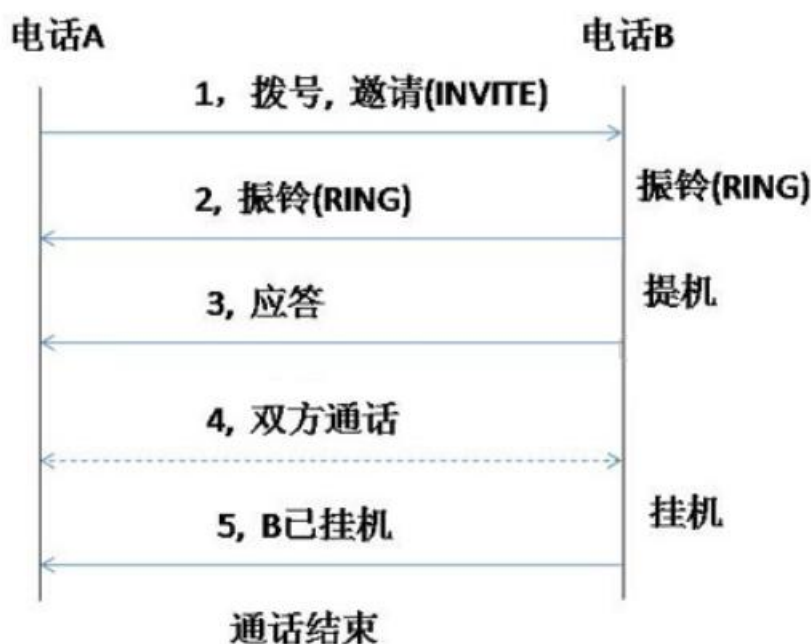 电话A
电话B
1，拨号, 邀请(INVITE)
2, 振铃(RING)
振铃(RING)
3, 应答
提机
4, 双方通话
5, B已挂机
挂机
通话结束